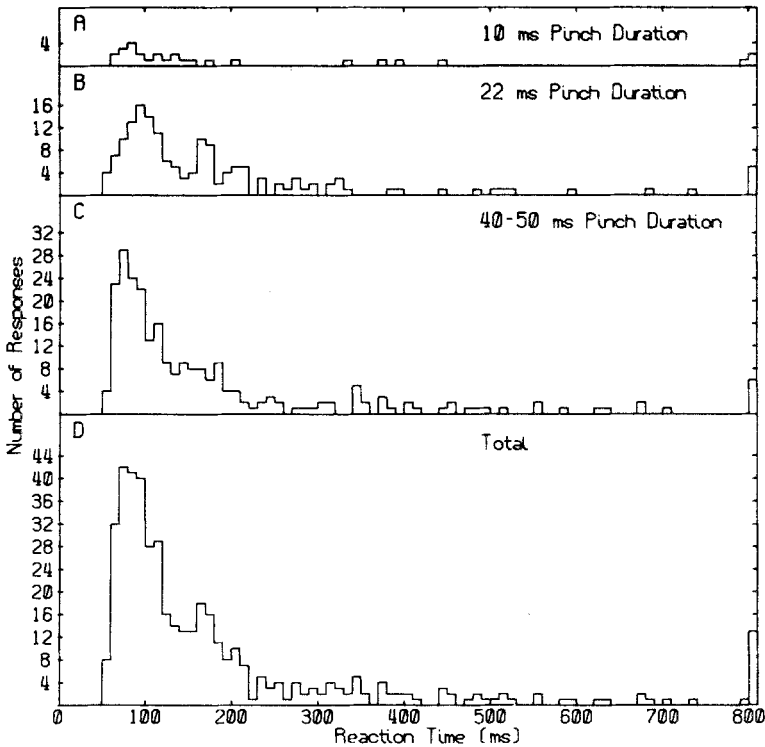 A
10 ms Pinch Duration
4
B
22 ms Pinch Duration
16
12
8
4
C
40-50 ms Pinch Duration
32
28
24
20
16
12
8
4
Number of Responses
D
Total
44
40
36
32
28
24
20
16
12
8
4
0 100 200 300 400 500 600 700 800
Reaction Time (ms)